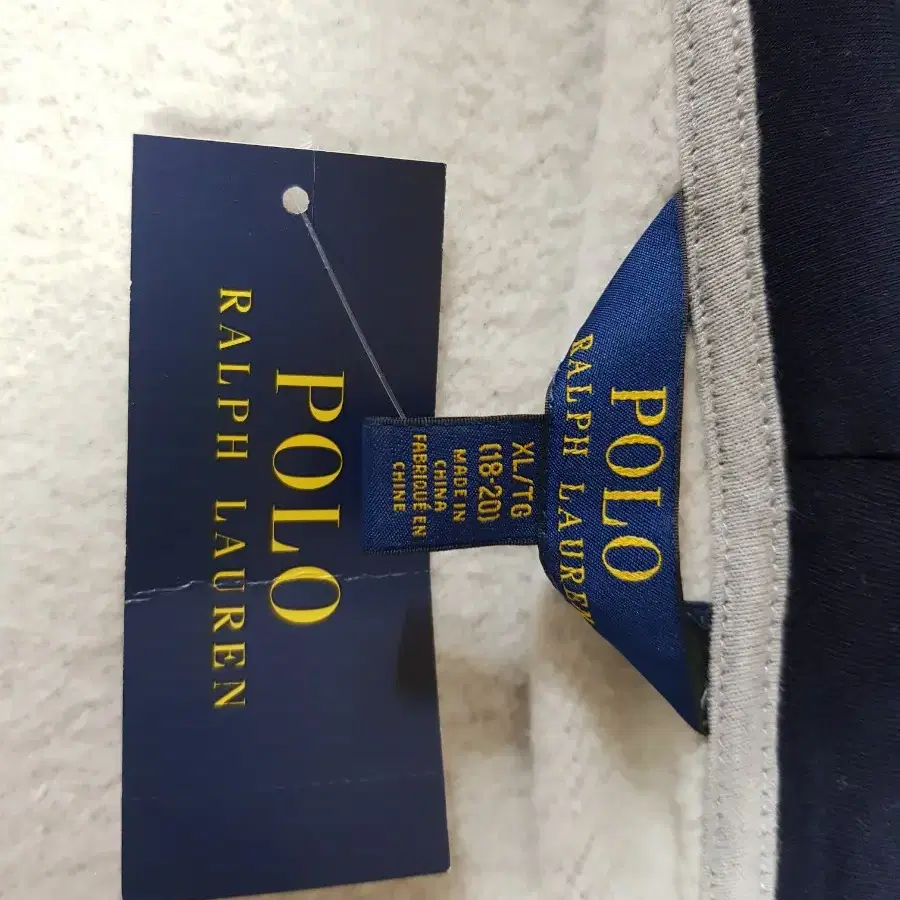 POLO
RALPH LAUREN
POLO
RALPH LAUREN
XL/TG
(18-20)
MADE IN
CHINA
FABRIQUÉ EN
CHINE